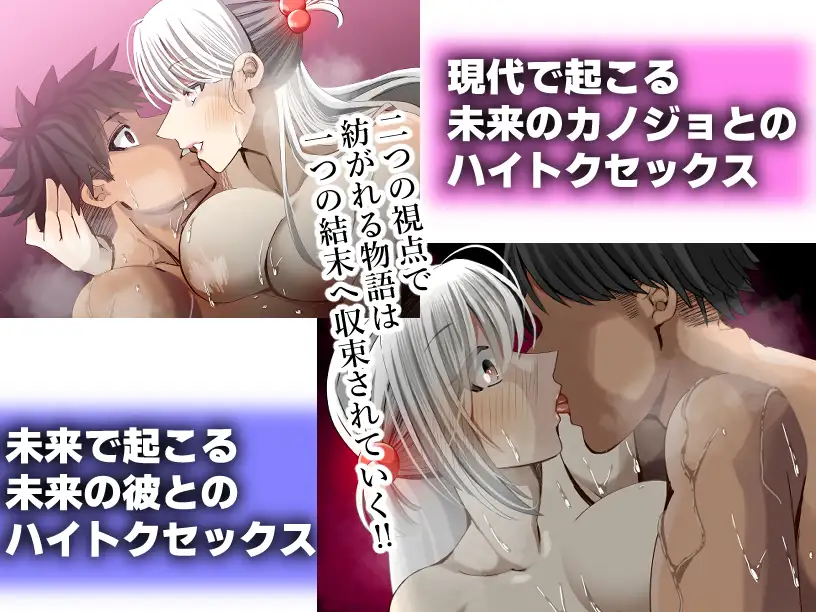 現代で起こる
未来のカノジョとの
ハイトクセックス
二つの視点で
紡がれる物語は
一つの結末へ収束されていく!!
未来で起こる
未来の彼との
ハイトクセックス